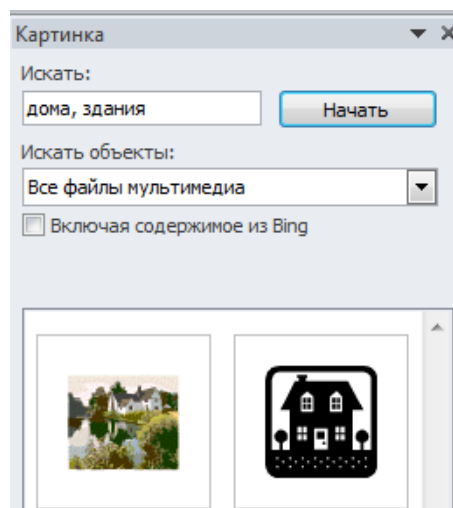 Картинка
Искать:
дома, здания
Начать
Искать объекты:
Все файлы мультимедиа
Включая содержимое из Bing